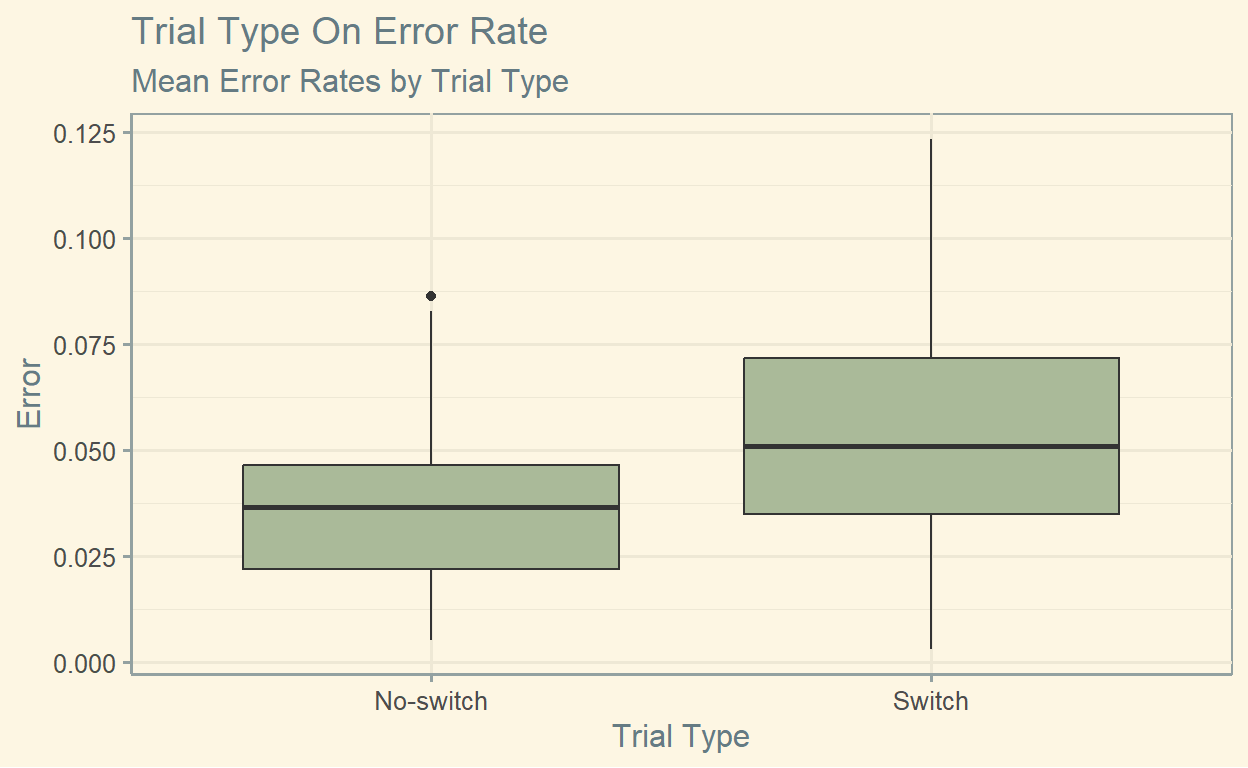 Trial Type On Error Rate
Mean Error Rates by Trial Type
0.125
0.100
0.075
0.050
0.025
0.000
Error
No-switch
Switch
Trial Type